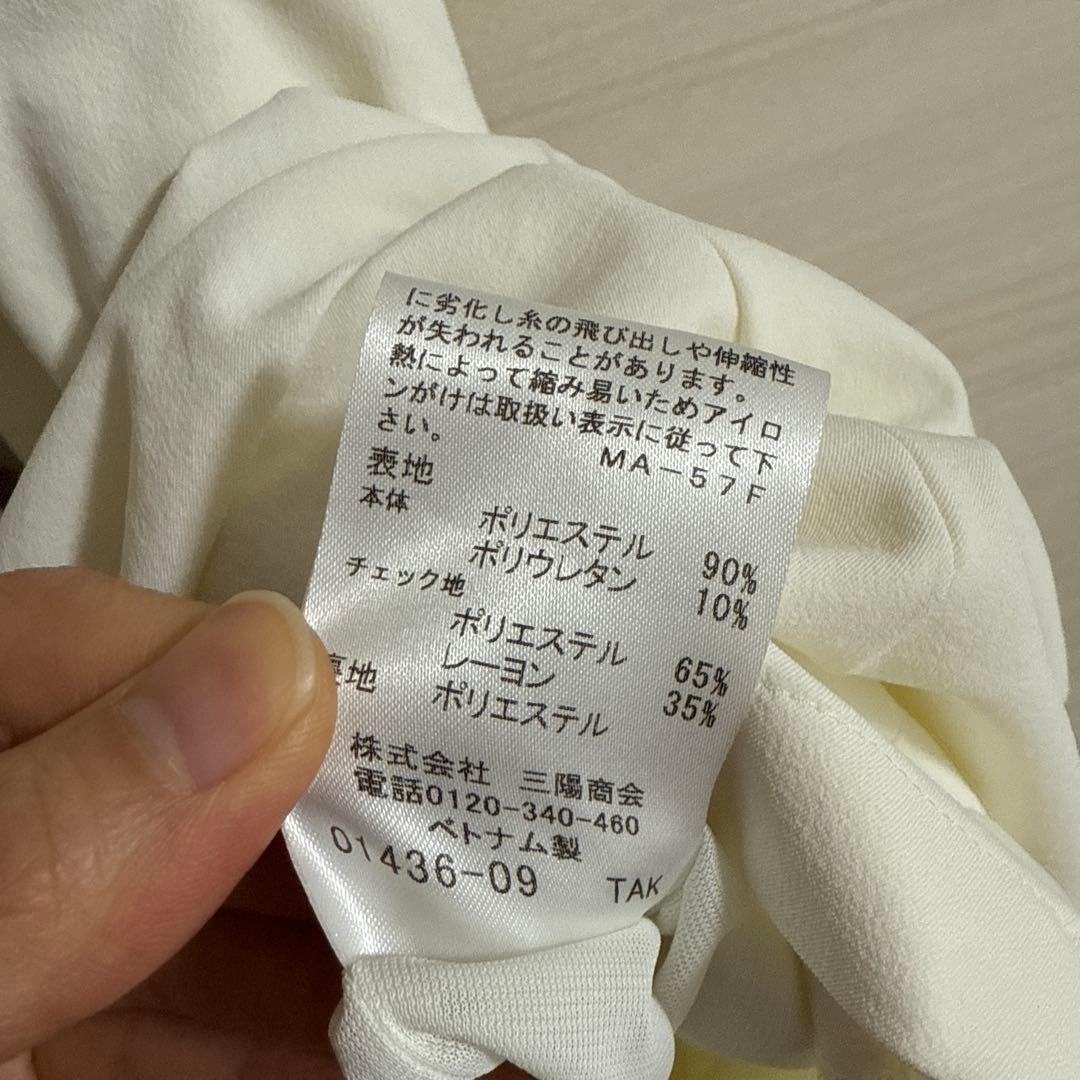 に劣化し糸の飛び出しや伸縮性
が失われることがあります。
熱によって縮み易いためアイロ
ンがけは取扱い表示に従って下
さい。
MA-57F
表地
本体
ポリエステル 90%
ポリウレタン 10%
チェック地
ポリエステル 65%
レーヨン 35%
裏地
ポリエステル
株式会社 三陽商会
電話0120-340-460
ベトナム製
01436-09 TAK